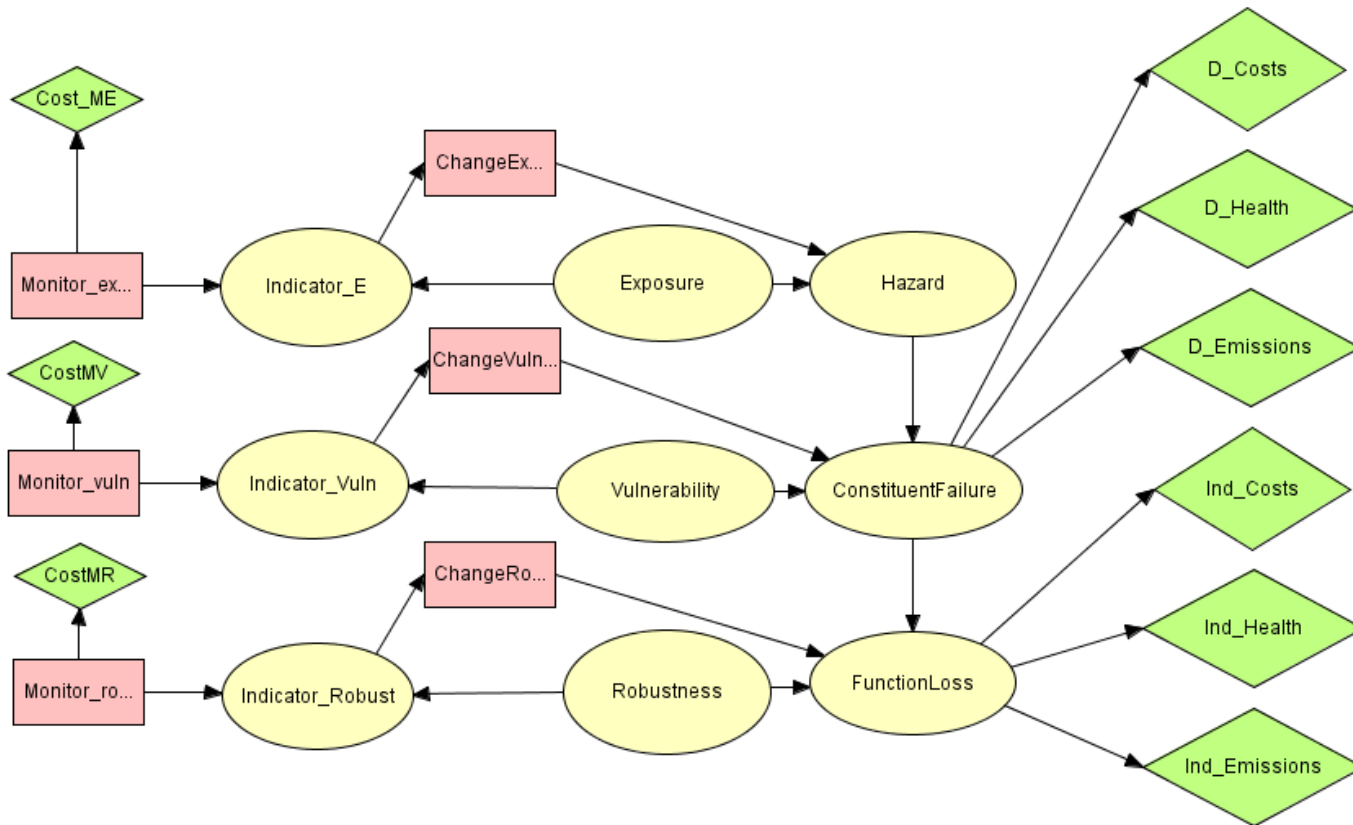 D_Costs
Cost_ME
ChangeEx...
D_Health
Monitor_ex...
Indicator_E
Exposure
Hazard
D_Emissions
ChangeVuln...
CostMV
Monitor_vuln
Indicator_Vuln
Vulnerability
ConstituentFailure
Ind_Costs
CostMR
ChangeRo...
Ind_Health
Monitor_ro...
Indicator_Robust
Robustness
FunctionLoss
Ind_Emissions